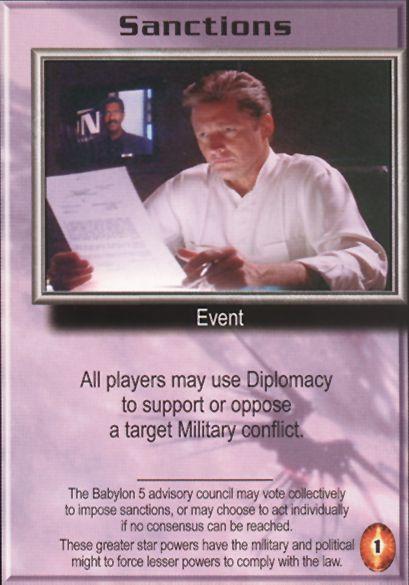 Sanctions
N
Event
All players may use Diplomacy
to support or oppose
a target Military conflict.
The Babylon 5 advisory council may vote collectively
to impose sanctions, or may choose to act individually
if no consensus can be reached.
These greater star powers have the military and political
might to force lesser powers to comply with the law.
1